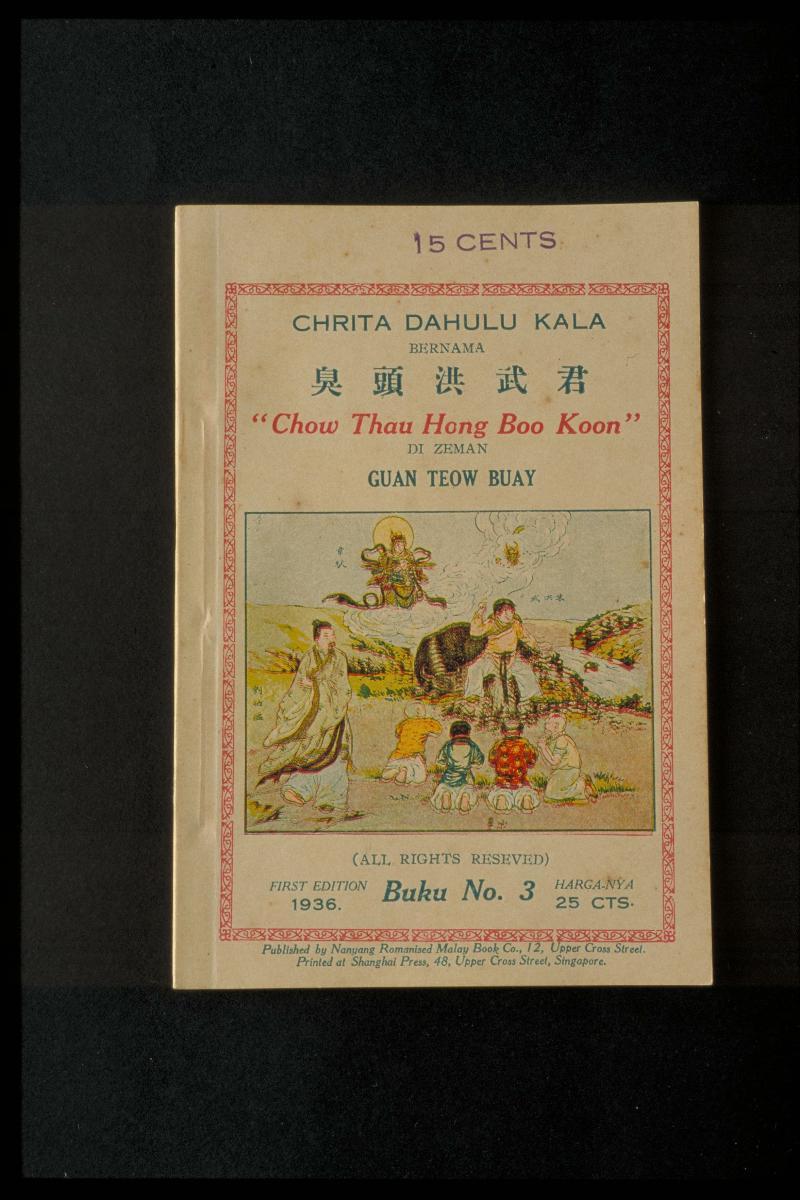 15 CENTS
CHRITA DAHULU KALA
BERNAMA
臭頭洪武君
“Chow Thau Hong Boo Koon”
DI ZEMAN
GUAN TEOW BUAY
(ALL RIGHTS RESEVED)
FIRST EDITION
1936.
Buku No. 3
HARGA-NYA
25 CTS.
Published by Nanyang Romanised Malay Book Co., 12, Upper Cross Street.
Printed at Shanghai Press, 48, Upper Cross Street, Singapore.